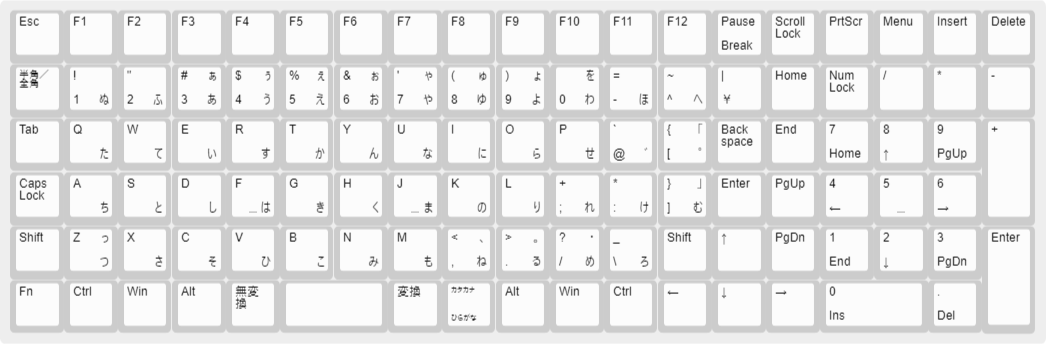 Esc F1 F2 F3 F4 F5 F6 F7 F8 F9 F10 F11 F12 Pause Scroll PrtScr Menu Insert Delete
Lock
Break
半角／ ! " # ぁ $ ぅ % ぇ & ぉ ' ゃ ( ゅ ) ょ を = ~ | Home Num / * -
全角 Lock
1 ぬ 2 ふ 3 あ 4 う 5 え 6 お 7 や 8 ゆ 9 よ 0 わ - ほ ^ へ ¥
Tab Q W E R T Y U I O P ` { 「 Back End 7 8 9 +
space
た て い す か ん な に ら せ @ ゛ [ ゜ Home ↑ PgUp
Caps A S D F G H J K L + * } 」 Enter PgUp 4 5 6
Lock
ち と し _ は き く _ ま の り ; れ : け ] む ← _ →
Shift Z っ X C V B N M < 、 > 。 ? ・ _ Shift ↑ PgDn 1 2 3 Enter
つ さ そ ひ こ み も , ね . る / め \ ろ End ↓ PgDn
Fn Ctrl Win Alt 無変 変換 カタカナ Alt Win Ctrl ← ↓ → 0 .
換
ひらがな Ins Del